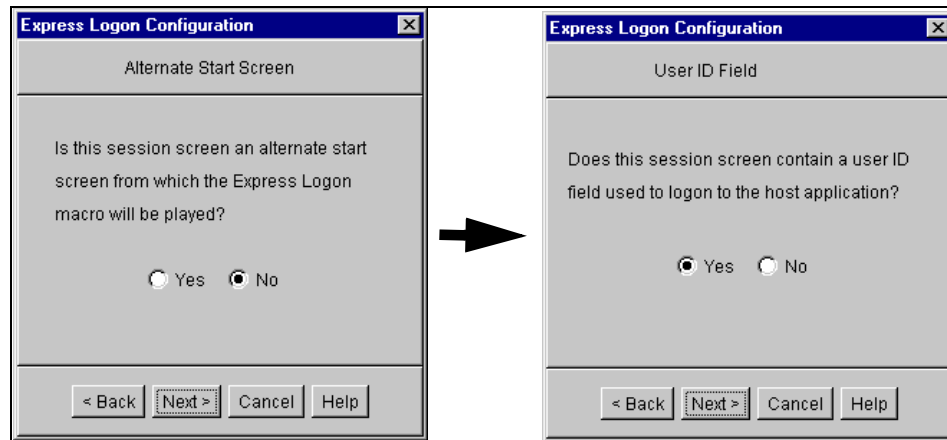 Express Logon Configuration
Alternate Start Screen
Is this session screen an alternate start
screen from which the Express Logon
macro will be played?
Yes No
< Back Next > Cancel Help
Express Logon Configuration
User ID Field
Does this session screen contain a user ID
field used to logon to the host application?
Yes No
< Back Next > Cancel Help